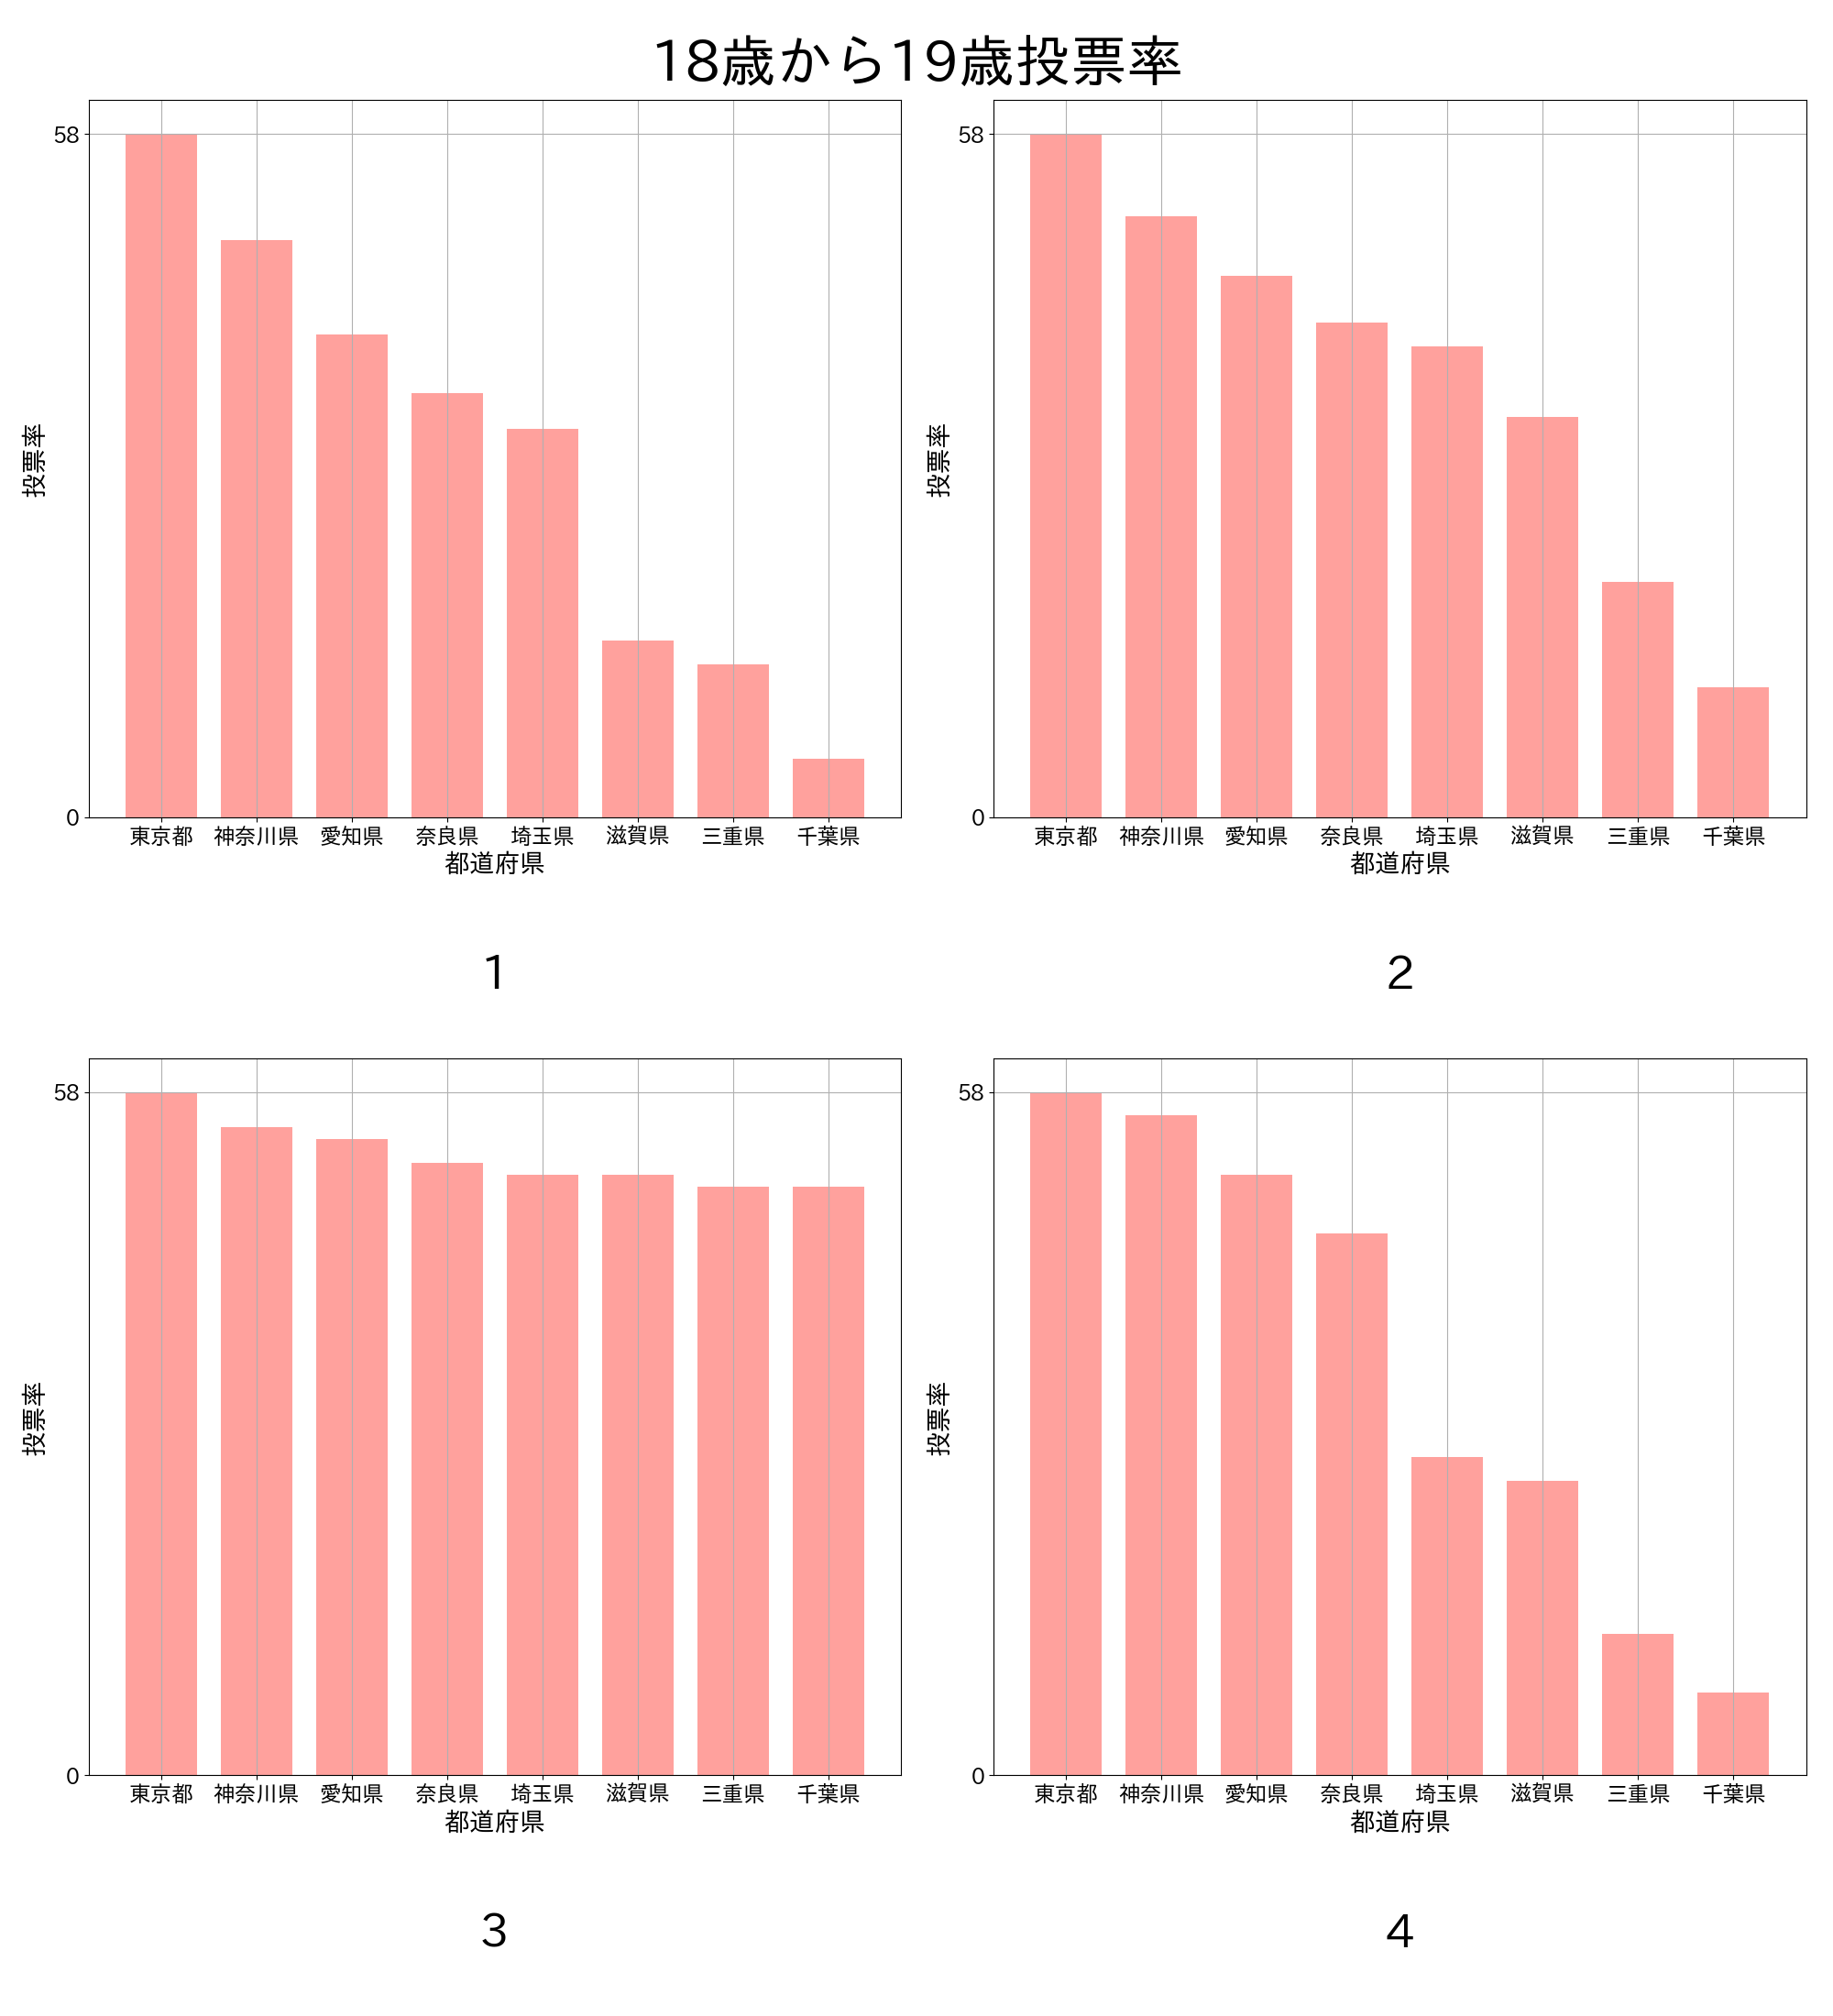 18歳から19歳投票率
58
0
投票率
東京都 神奈川県 愛知県 奈良県 埼玉県 滋賀県 三重県 千葉県
都道府県
1
58
0
投票率
東京都 神奈川県 愛知県 奈良県 埼玉県 滋賀県 三重県 千葉県
都道府県
2
58
0
投票率
東京都 神奈川県 愛知県 奈良県 埼玉県 滋賀県 三重県 千葉県
都道府県
3
58
0
投票率
東京都 神奈川県 愛知県 奈良県 埼玉県 滋賀県 三重県 千葉県
都道府県
4